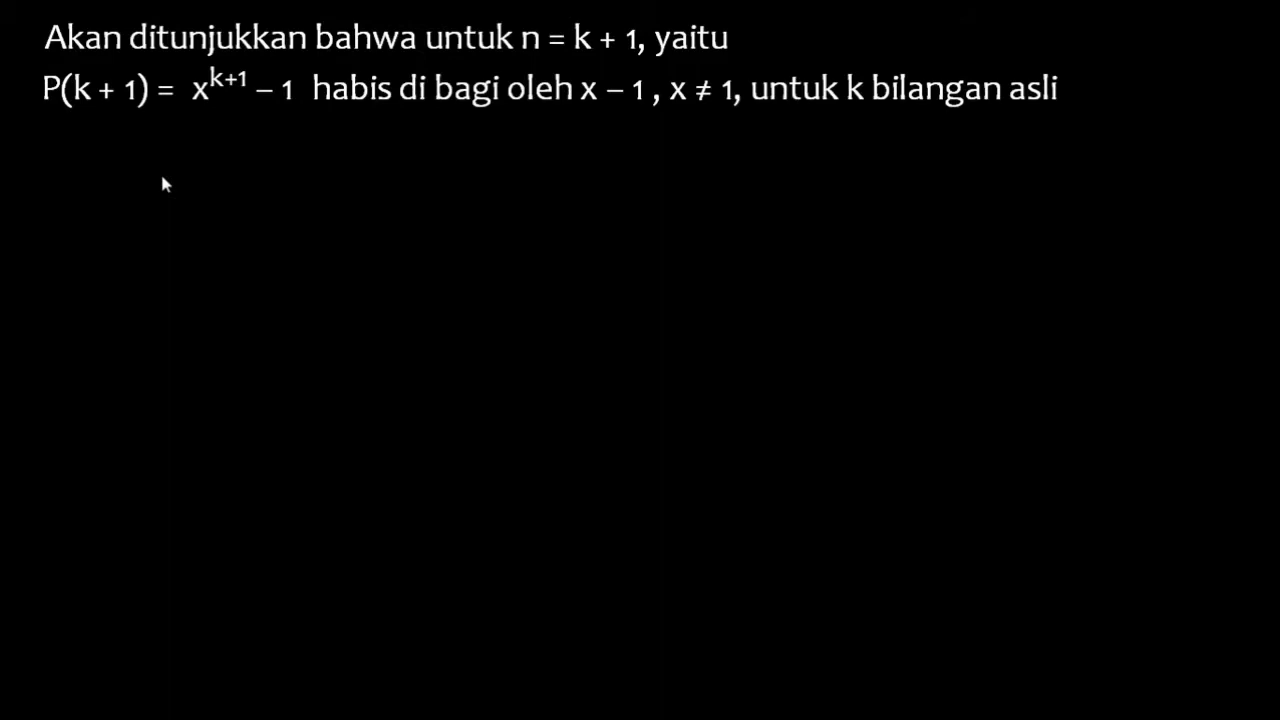 Akan ditunjukkan bahwa untuk n = k + 1, yaitu
P(k + 1) = x^{k+1} – 1 habis di bagi oleh x – 1 , x ≠ 1, untuk k bilangan asli